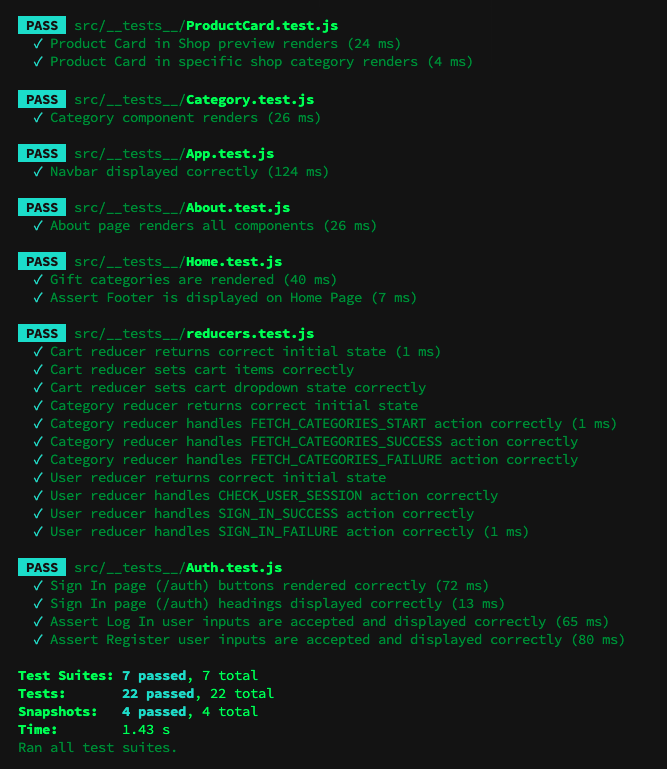 PASS src/__tests__/ProductCard.test.js
✓ Product Card in Shop preview renders (24 ms)
✓ Product Card in specific shop category renders (4 ms)
PASS src/__tests__/Category.test.js
✓ Category component renders (26 ms)
PASS src/__tests__/App.test.js
✓ Navbar displayed correctly (124 ms)
PASS src/__tests__/About.test.js
✓ About page renders all components (26 ms)
PASS src/__tests__/Home.test.js
✓ Gift categories are rendered (40 ms)
✓ Assert Footer is displayed on Home Page (7 ms)
PASS src/__tests__/reducers.test.js
✓ Cart reducer returns correct initial state (1 ms)
✓ Cart reducer sets cart items correctly
✓ Cart reducer sets cart dropdown state correctly
✓ Category reducer returns correct initial state
✓ Category reducer handles FETCH_CATEGORIES_START action correctly (1 ms)
✓ Category reducer handles FETCH_CATEGORIES_SUCCESS action correctly
✓ Category reducer handles FETCH_CATEGORIES_FAILURE action correctly
✓ User reducer returns correct initial state
✓ User reducer handles CHECK_USER_SESSION action correctly
✓ User reducer handles SIGN_IN_SUCCESS action correctly
✓ User reducer handles SIGN_IN_FAILURE action correctly (1 ms)
PASS src/__tests__/Auth.test.js
✓ Sign In page (/auth) buttons rendered correctly (72 ms)
✓ Sign In page (/auth) headings displayed correctly (13 ms)
✓ Assert Log In user inputs are accepted and displayed correctly (65 ms)
✓ Assert Register user inputs are accepted and displayed correctly (80 ms)
Test Suites: 7 passed, 7 total
Tests: 22 passed, 22 total
Snapshots: 4 passed, 4 total
Time: 1.43 s
Ran all test suites.